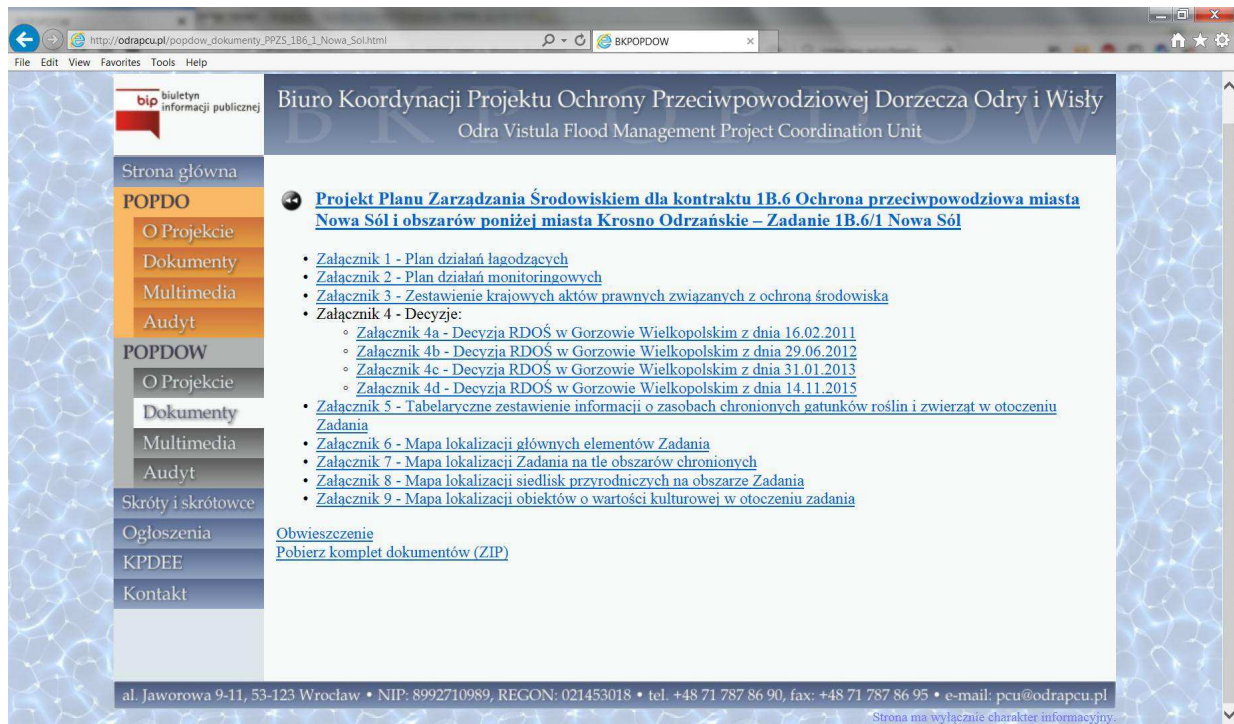 http://odrapcu.pl/popdow_dokumenty_PPZS_1B6_1_Nowa_Sol.html
BKPOPDOW
File Edit View Favorites Tools Help
bip biuletyn informacji publicznej
Biuro Koordynacji Projektu Ochrony Przeciwpowodziowej Dorzecza Odry i Wisły
B K P O P D O W
Odra Vistula Flood Management Project Coordination Unit
Strona główna
POPDO
O Projekcie
Dokumenty
Multimedia
Audyt
POPDOW
O Projekcie
Dokumenty
Multimedia
Audyt
Skróty i skrótowce
Ogłoszenia
KPDEE
Kontakt
Projekt Planu Zarządzania Środowiskiem dla kontraktu 1B.6 Ochrona przeciwpowodziowa miasta
Nowa Sól i obszarów poniżej miasta Krosno Odrzańskie – Zadanie 1B.6/1 Nowa Sól
• Załącznik 1 - Plan działań łagodzących
• Załącznik 2 - Plan działań monitoringowych
• Załącznik 3 - Zestawienie krajowych aktów prawnych związanych z ochroną środowiska
• Załącznik 4 - Decyzje:
◦ Załącznik 4a - Decyzja RDOŚ w Gorzowie Wielkopolskim z dnia 16.02.2011
◦ Załącznik 4b - Decyzja RDOŚ w Gorzowie Wielkopolskim z dnia 29.06.2012
◦ Załącznik 4c - Decyzja RDOŚ w Gorzowie Wielkopolskim z dnia 31.01.2013
◦ Załącznik 4d - Decyzja RDOŚ w Gorzowie Wielkopolskim z dnia 14.11.2015
• Załącznik 5 - Tabelaryczne zestawienie informacji o zasobach chronionych gatunków roślin i zwierząt w otoczeniu
Zadania
• Załącznik 6 - Mapa lokalizacji głównych elementów Zadania
• Załącznik 7 - Mapa lokalizacji Zadania na tle obszarów chronionych
• Załącznik 8 - Mapa lokalizacji siedlisk przyrodniczych na obszarze Zadania
• Załącznik 9 - Mapa lokalizacji obiektów o wartości kulturowej w otoczeniu zadania
Obwieszczenie
Pobierz komplet dokumentów (ZIP)
al. Jaworowa 9-11, 53-123 Wrocław • NIP: 8992710989, REGON: 021453018 • tel. +48 71 787 86 90, fax: +48 71 787 86 95 • e-mail: pcu@odrapcu.pl
Strona ma wyłącznie charakter informacyjny.